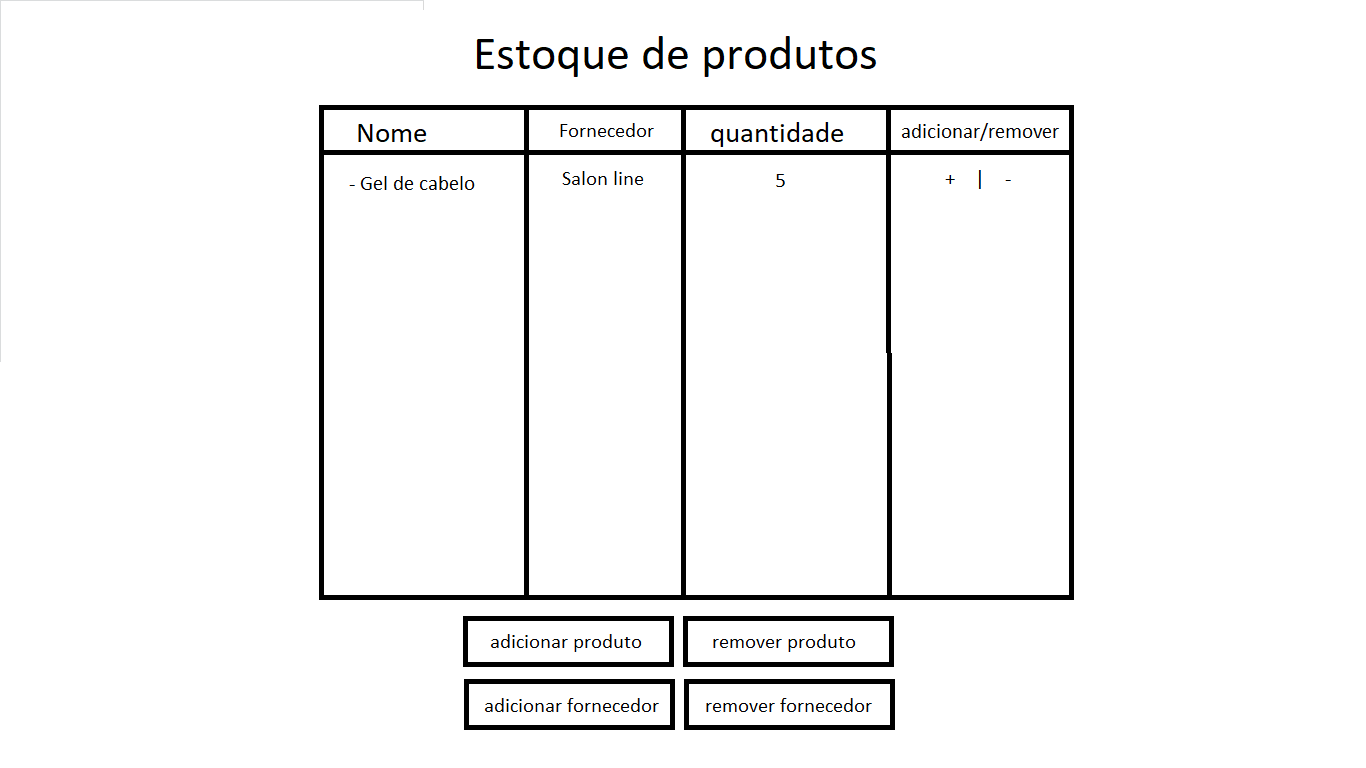 Estoque de produtos
Nome Fornecedor quantidade adicionar/remover
- Gel de cabelo Salon line 5 + | -
adicionar produto remover produto
adicionar fornecedor remover fornecedor